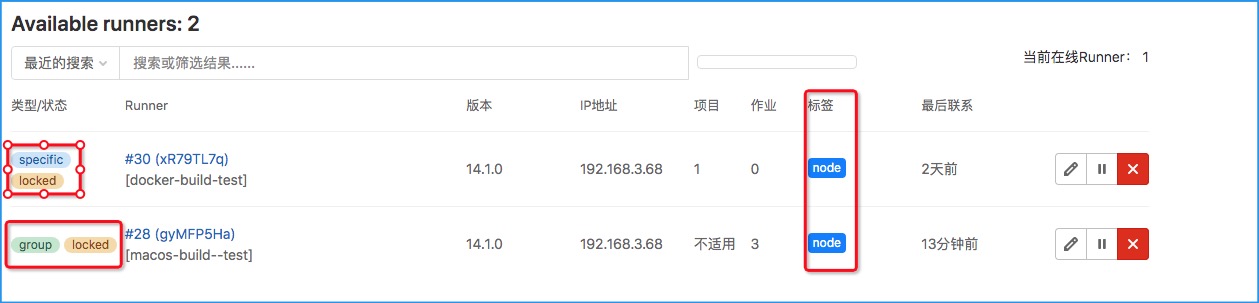 Available runners: 2
最近的搜索 搜索或筛选结果...... 当前在线Runner： 1
类型/状态 Runner 版本 IP地址 项目 作业 标签 最后联系
specific #30 (xR79TL7q) 14.1.0 192.168.3.68 1 0 node 2天前
locked [docker-build-test]
group locked #28 (gyMFP5Ha) 14.1.0 192.168.3.68 不适用 3 node 13分钟前
[macos-build--test]